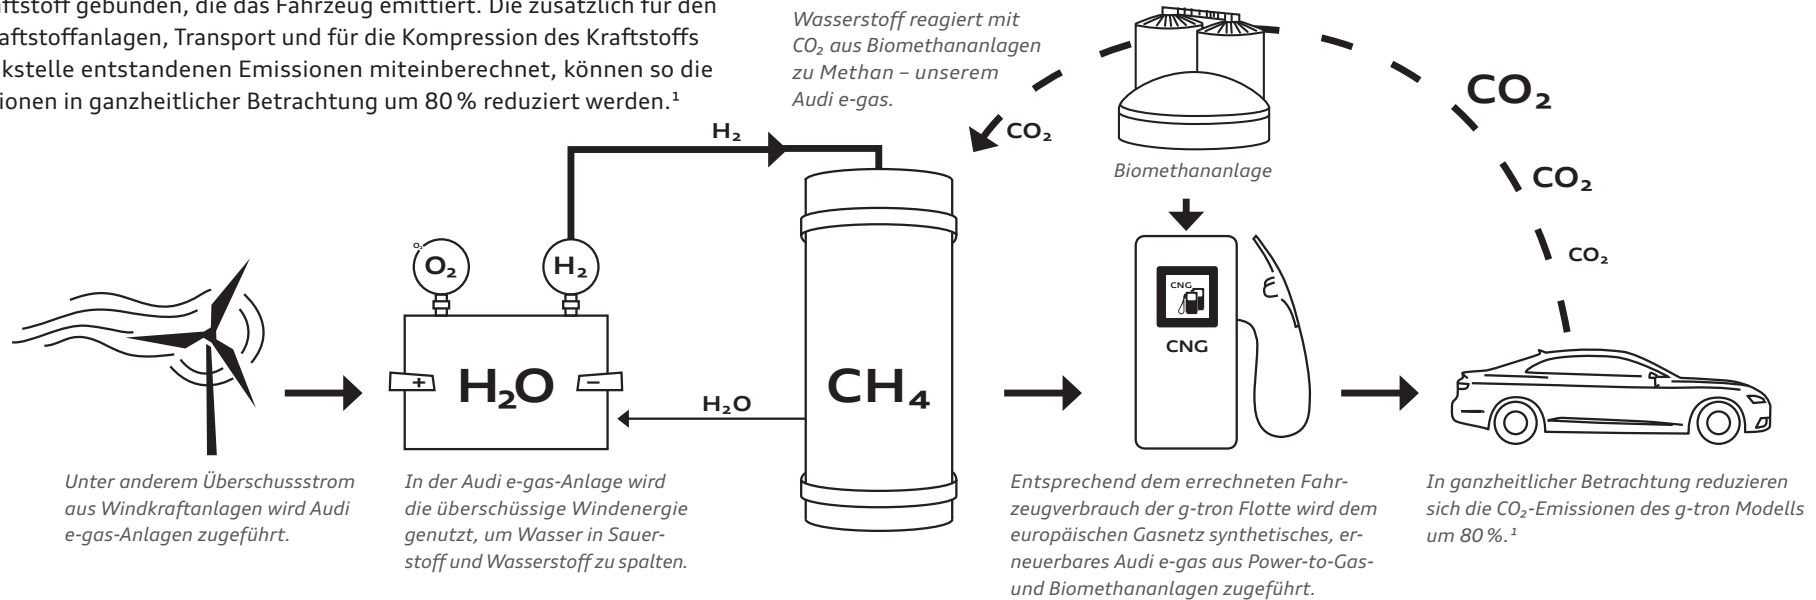 ftstoff gebunden, die das Fahrzeug emittiert. Die zusätzlich für den
aftstoffanlagen, Transport und für die Kompression des Kraftstoffs
kstelle entstandenen Emissionen miteinberechnet, können so die
ionen in ganzheitlicher Betrachtung um 80 % reduziert werden.¹
Wasserstoff reagiert mit
CO₂ aus Biomethananlagen
zu Methan – unserem
Audi e-gas.
H₂
CO₂
CO₂
Biomethananlage
CO₂
CO₂
O₂
O₂
H₂
CNG
CNG
+
H₂O
–
H₂O
CH₄
Unter anderem Überschussstrom
aus Windkraftanlagen wird Audi
e-gas-Anlagen zugeführt.
In der Audi e-gas-Anlage wird
die überschüssige Windenergie
genutzt, um Wasser in Sauer-
stoff und Wasserstoff zu spalten.
Entsprechend dem errechneten Fahr-
zeugverbrauch der g-tron Flotte wird dem
europäischen Gasnetz synthetisches, er-
neuerbares Audi e-gas aus Power-to-Gas-
und Biomethananlagen zugeführt.
In ganzheitlicher Betrachtung reduzieren
sich die CO₂-Emissionen des g-tron Modells
um 80 %.¹